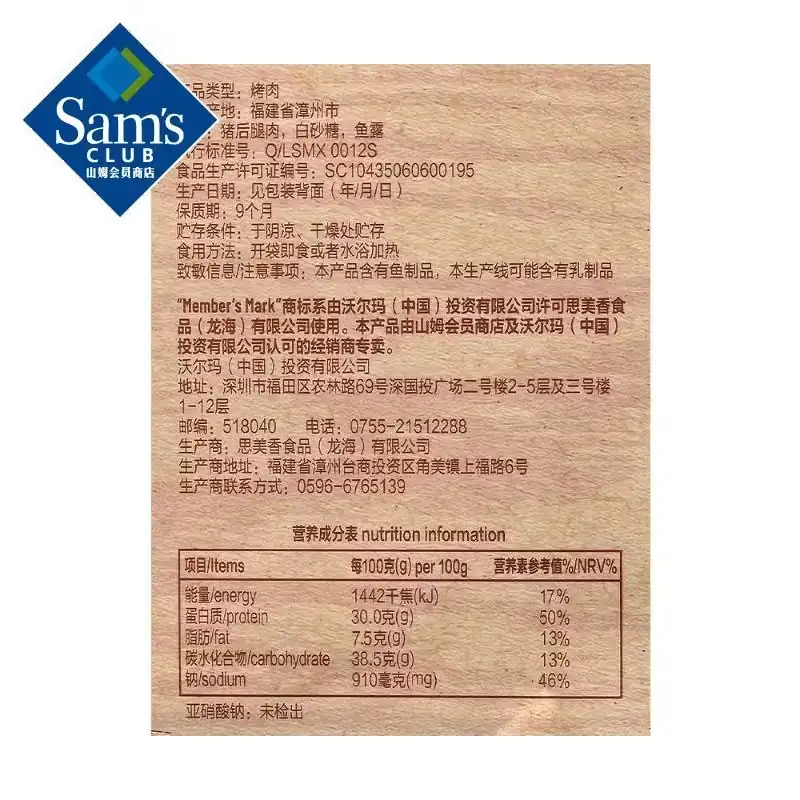 Sam's
CLUB
山姆会员商店
品类型：烤肉
产地：福建省漳州市
：猪后腿肉，白砂糖，鱼露
执行标准号：Q/LSMX 0012S
食品生产许可证编号：SC10435060600195
生产日期：见包装背面（年/月/日）
保质期：9个月
贮存条件：于阴凉、干燥处贮存
食用方法：开袋即食或者水浴加热
致敏信息/注意事项：本产品含有鱼制品，本生产线可能含有乳制品
“Member's Mark”商标系由沃尔玛（中国）投资有限公司许可思美香食
品（龙海）有限公司使用。本产品由山姆会员商店及沃尔玛（中国）
投资有限公司认可的经销商专卖。
沃尔玛（中国）投资有限公司
地址：深圳市福田区农林路69号深国投广场二号楼2-5层及三号楼
1-12层
邮编：518040 电话：0755-21512288
生产商：思美香食品（龙海）有限公司
生产商地址：福建省漳州台商投资区角美镇上福路6号
生产商联系方式：0596-6765139
营养成分表 nutrition information
项目/Items 每100克(g) per 100g 营养素参考值%/NRV%
能量/energy 1442千焦(kJ) 17%
蛋白质/protein 30.0克(g) 50%
脂肪/fat 7.5克(g) 13%
碳水化合物/carbohydrate 38.5克(g) 13%
钠/sodium 910毫克(mg) 46%
亚硝酸钠：未检出